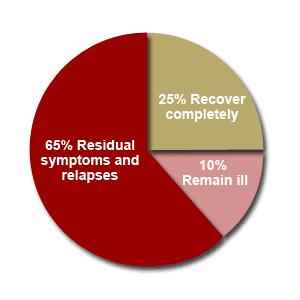 25% Recover
completely
65% Residual
symptoms and
relapses
10%
Remain ill